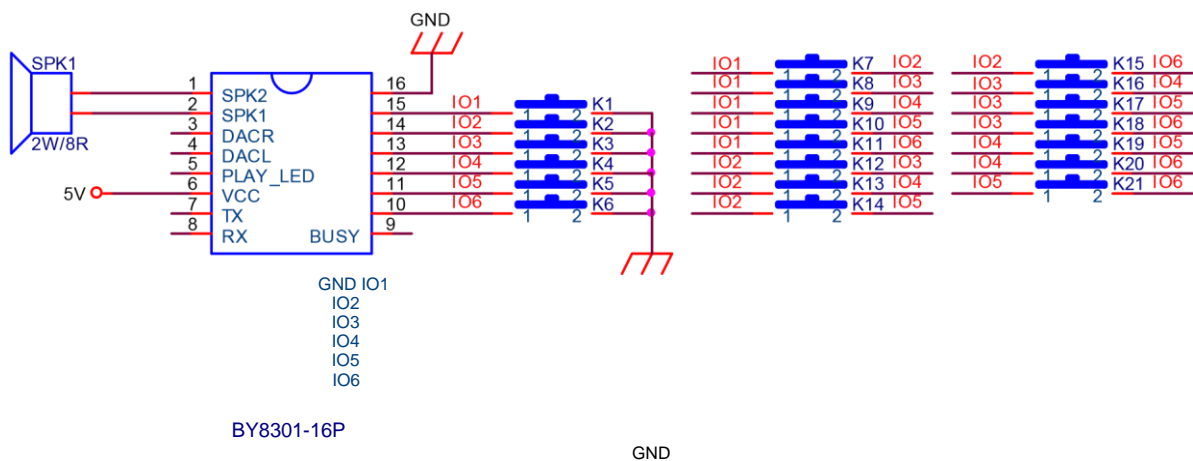 GND
SPK1
2W/8R
5V
1 SPK2
2 SPK1
3 DACR
4 DACL
5 PLAY_LED
6 VCC
7 TX
8 RX
16
15 IO1 1 2 K1
14 IO2 1 2 K2
13 IO3 1 2 K3
12 IO4 1 2 K4
11 IO5 1 2 K5
10 IO6 1 2 K6
BUSY 9
IO1 1 2 K7 IO2
IO1 1 2 K8 IO3
IO1 1 2 K9 IO4
IO1 1 2 K10 IO5
IO1 1 2 K11 IO6
IO2 1 2 K12 IO3
IO2 1 2 K13 IO4
IO2 1 2 K14 IO5
IO2 1 2 K15 IO6
IO3 1 2 K16 IO4
IO3 1 2 K17 IO5
IO3 1 2 K18 IO6
IO4 1 2 K19 IO5
IO4 1 2 K20 IO6
IO5 1 2 K21 IO6
GND IO1
IO2
IO3
IO4
IO5
IO6
BY8301-16P
GND